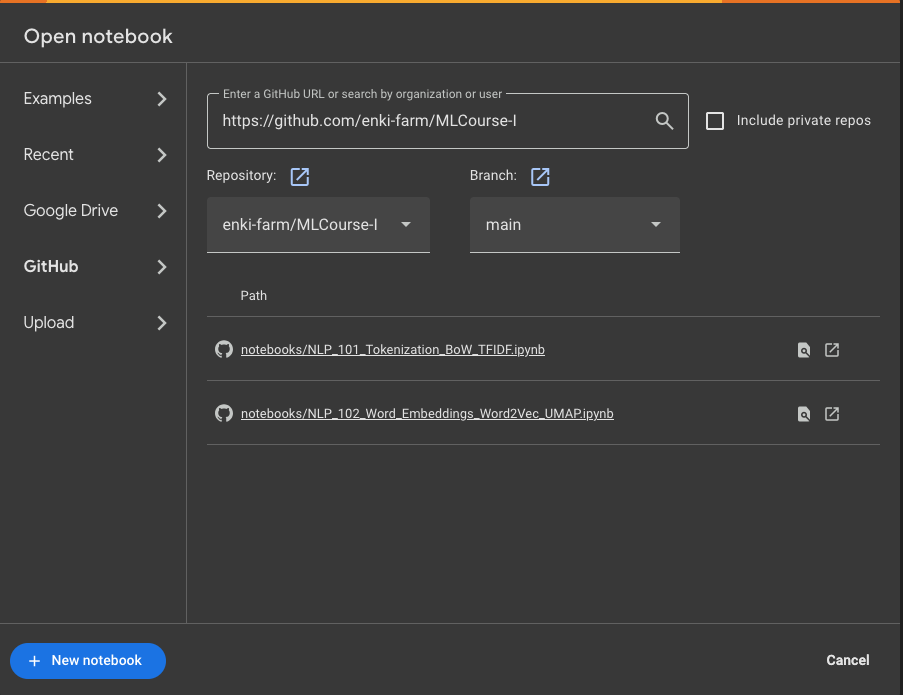 Open notebook
Examples
Recent
Google Drive
GitHub
Upload
Enter a GitHub URL or search by organization or user
https://github.com/enki-farm/MLCourse-I
Include private repos
Repository:
Branch:
enki-farm/MLCourse-I
main
Path
notebooks/NLP_101_Tokenization_BoW_TFIDF.ipynb
notebooks/NLP_102_Word_Embeddings_Word2Vec_UMAP.ipynb
+ New notebook
Cancel